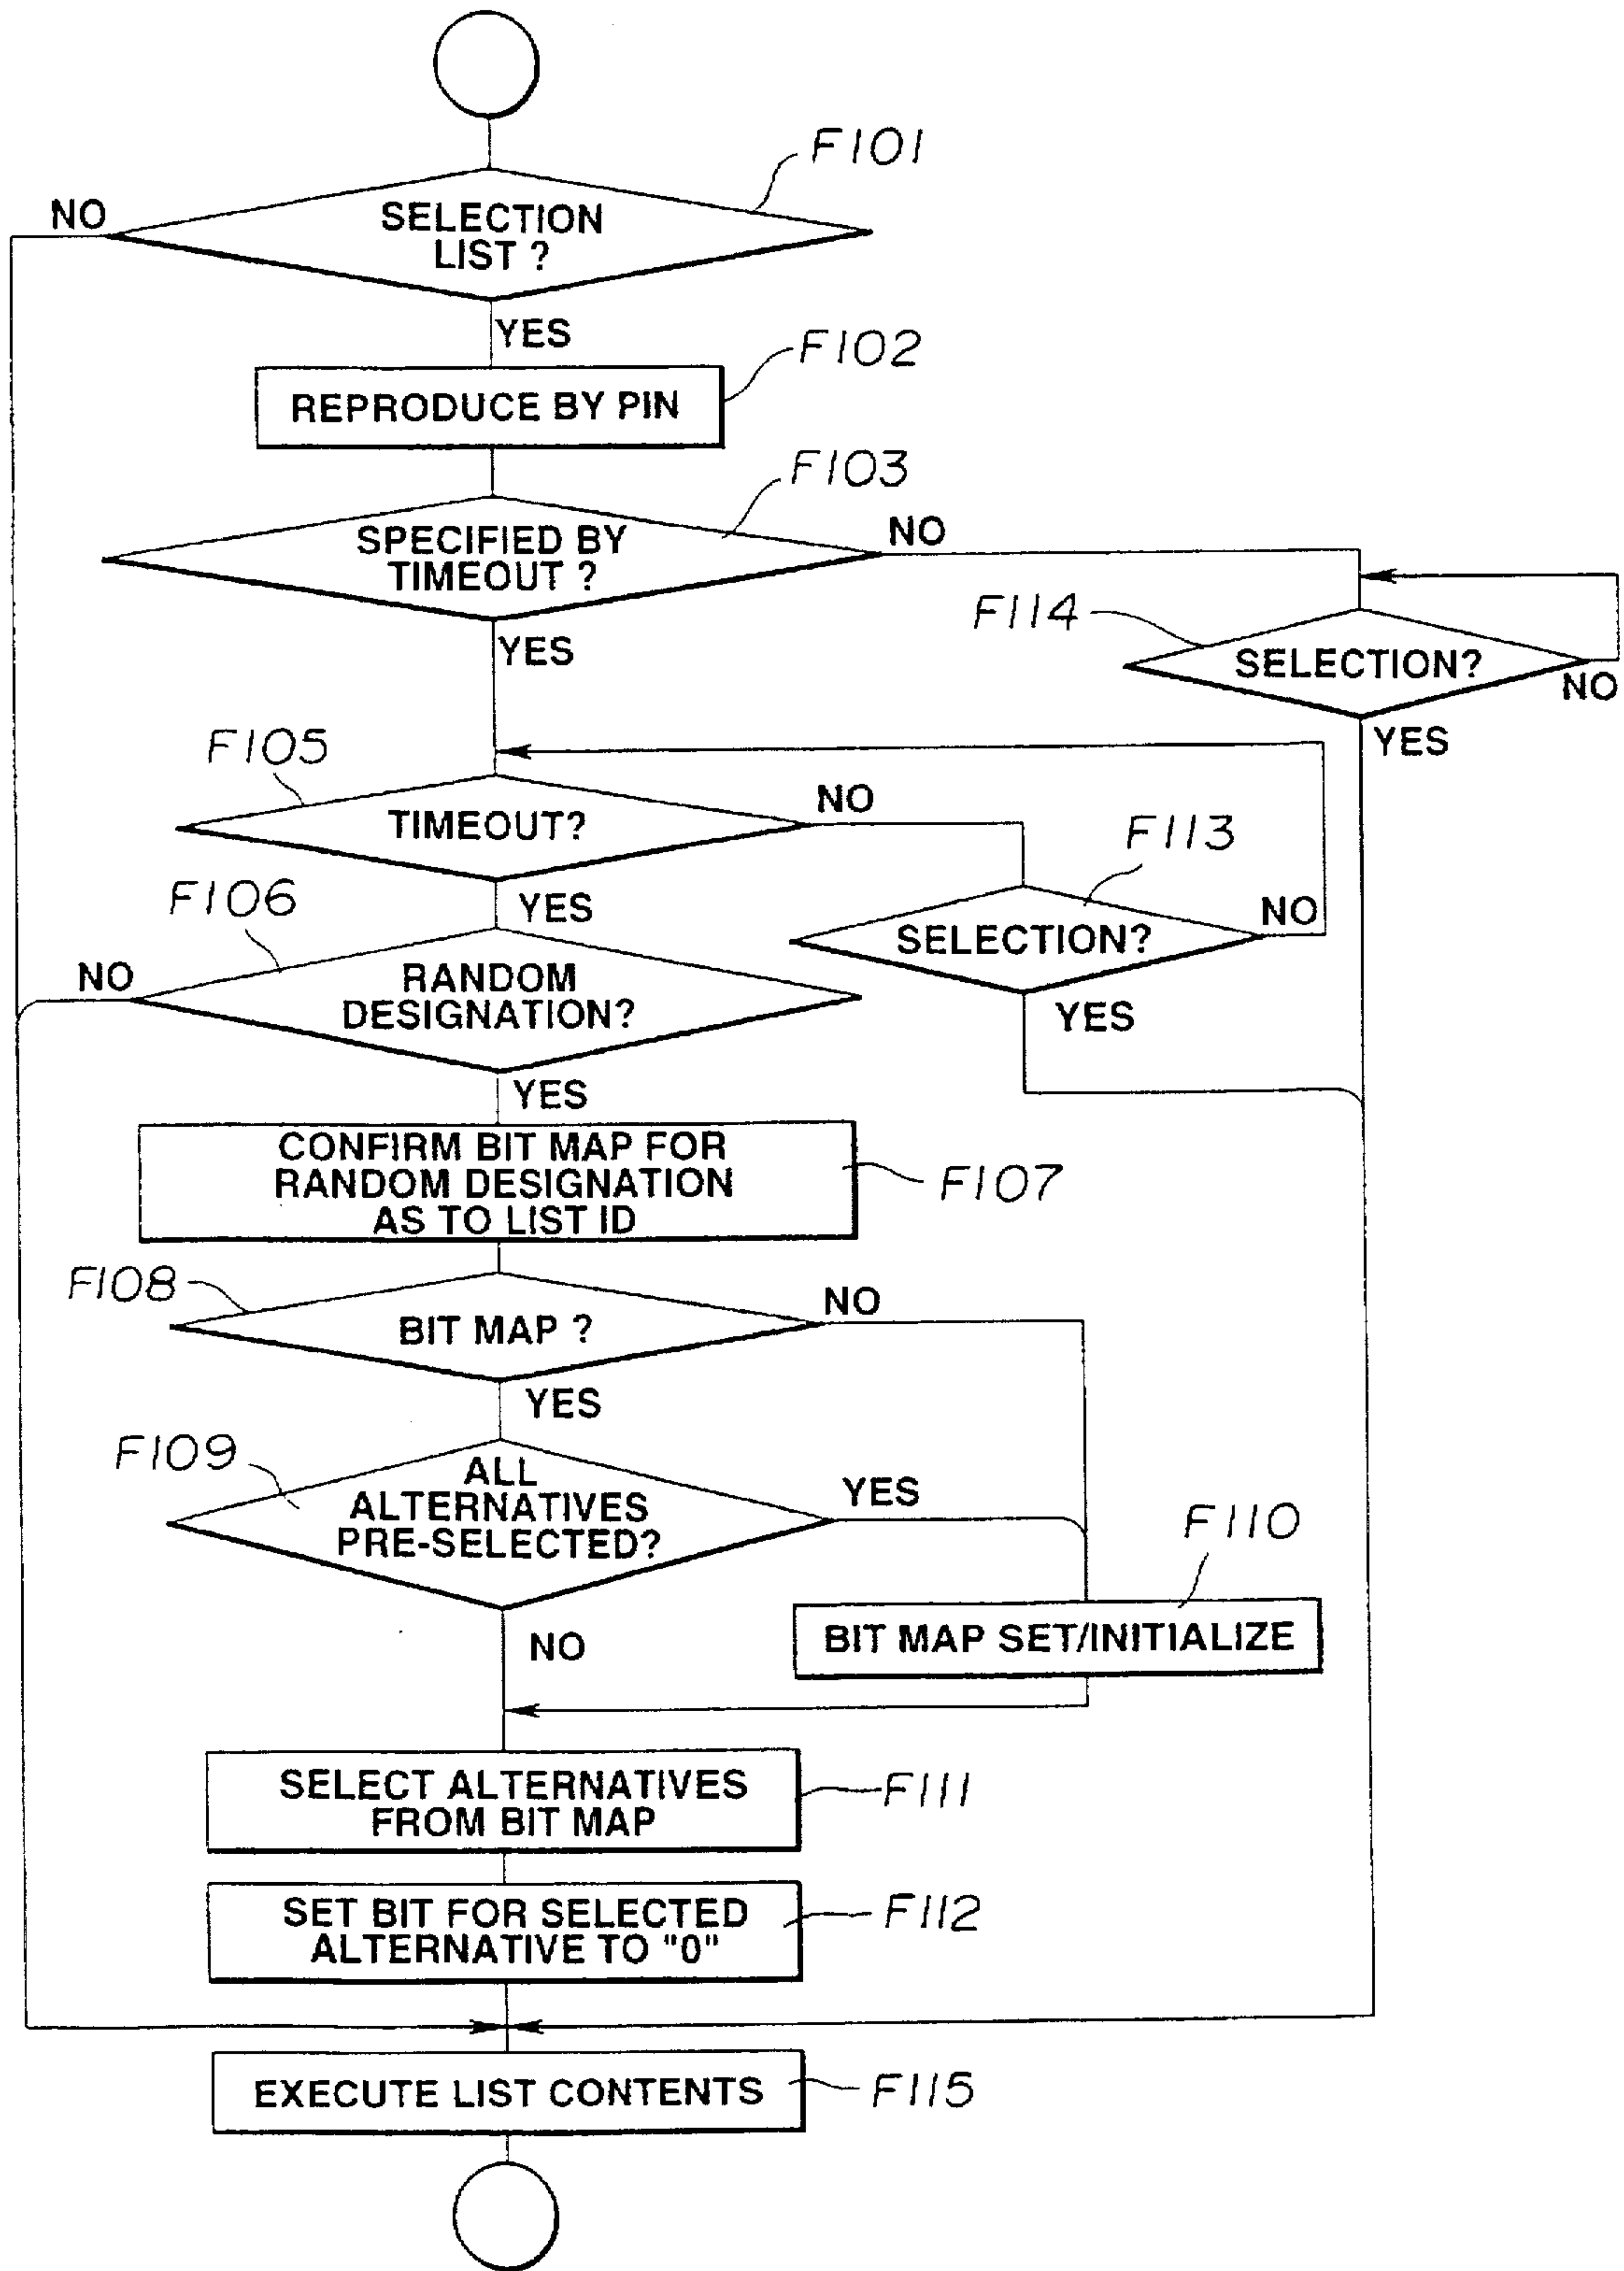 F101
NO
SELECTION
LIST ?
YES
F102
REPRODUCE BY PIN
F103
SPECIFIED BY
TIMEOUT ?
NO
YES
F114
SELECTION?
NO
YES
F105
TIMEOUT?
NO
F113
YES
SELECTION?
NO
YES
F106
NO
RANDOM
DESIGNATION?
YES
CONFIRM BIT MAP FOR
RANDOM DESIGNATION
AS TO LIST ID
F107
F108
BIT MAP ?
NO
YES
F109
ALL
ALTERNATIVES
PRE-SELECTED?
YES
F110
NO
BIT MAP SET/INITIALIZE
SELECT ALTERNATIVES
FROM BIT MAP
F111
SET BIT FOR SELECTED
ALTERNATIVE TO "0"
F112
EXECUTE LIST CONTENTS
F115